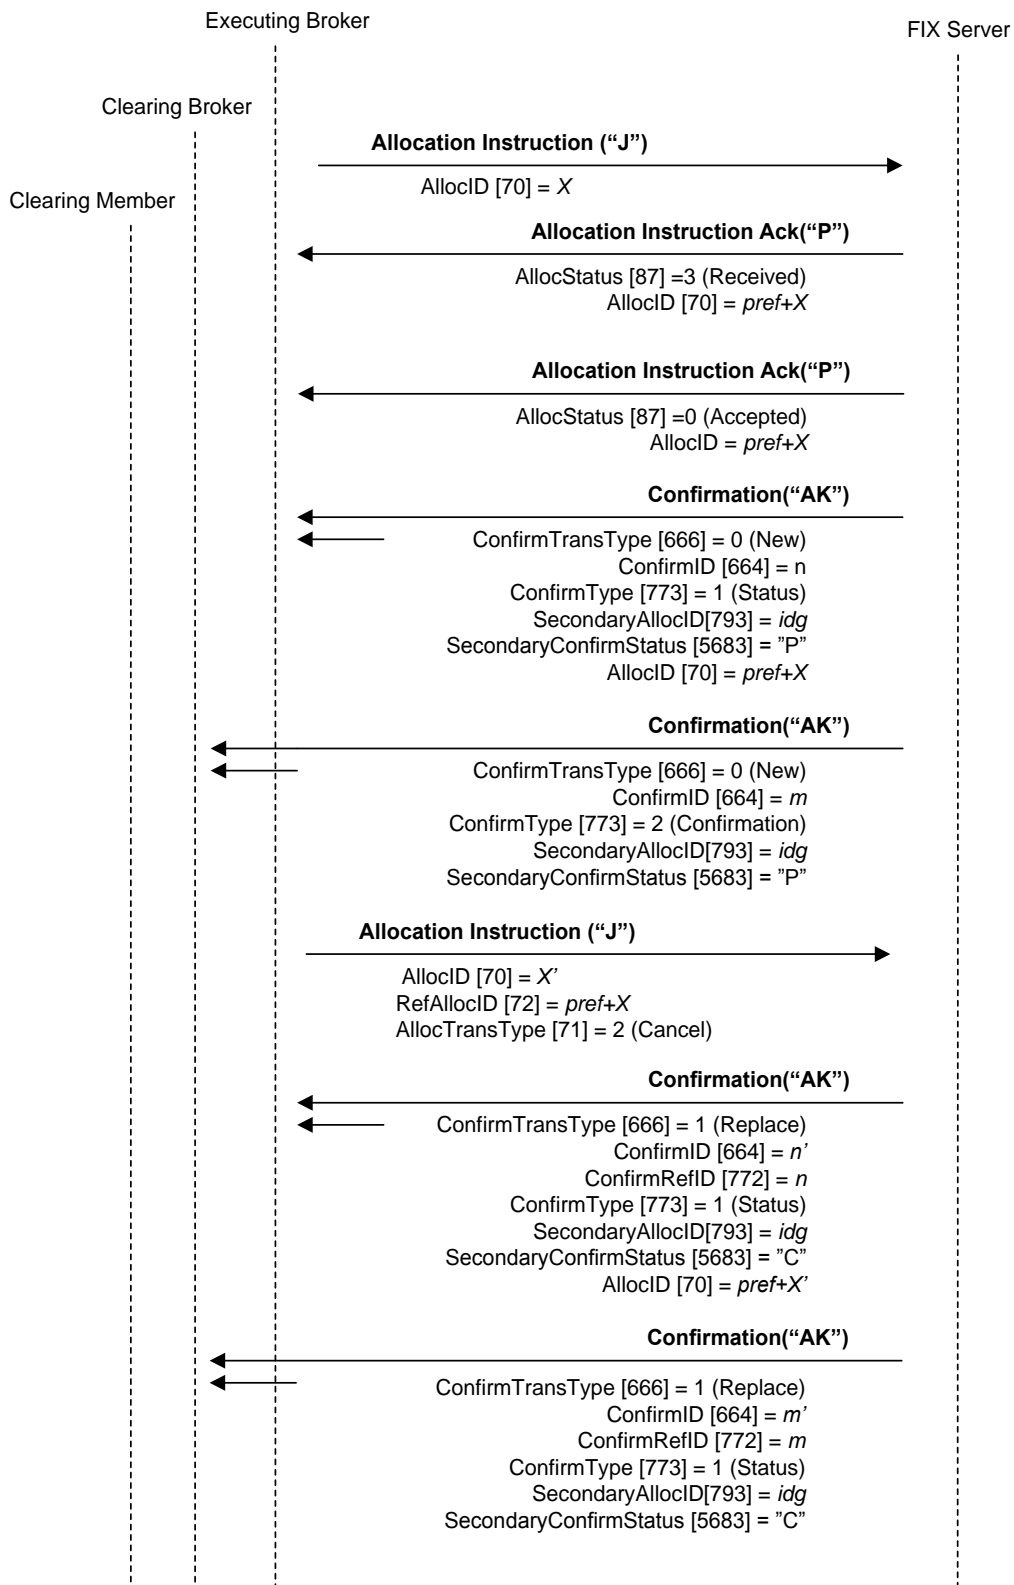 Executing Broker
FIX Server
Clearing Broker
Allocation Instruction (“J”)
AllocID [70] = X
Clearing Member
Allocation Instruction Ack(“P”)
AllocStatus [87] =3 (Received)
AllocID [70] = pref+X
Allocation Instruction Ack(“P”)
AllocStatus [87] =0 (Accepted)
AllocID = pref+X
Confirmation(“AK”)
ConfirmTransType [666] = 0 (New)
ConfirmID [664] = n
ConfirmType [773] = 1 (Status)
SecondaryAllocID[793] = idg
SecondaryConfirmStatus [5683] = ”P”
AllocID [70] = pref+X
Confirmation(“AK”)
ConfirmTransType [666] = 0 (New)
ConfirmID [664] = m
ConfirmType [773] = 2 (Confirmation)
SecondaryAllocID[793] = idg
SecondaryConfirmStatus [5683] = ”P”
Allocation Instruction (“J”)
AllocID [70] = X’
RefAllocID [72] = pref+X
AllocTransType [71] = 2 (Cancel)
Confirmation(“AK”)
ConfirmTransType [666] = 1 (Replace)
ConfirmID [664] = n’
ConfirmRefID [772] = n
ConfirmType [773] = 1 (Status)
SecondaryAllocID[793] = idg
SecondaryConfirmStatus [5683] = ”C”
AllocID [70] = pref+X’
Confirmation(“AK”)
ConfirmTransType [666] = 1 (Replace)
ConfirmID [664] = m’
ConfirmRefID [772] = m
ConfirmType [773] = 1 (Status)
SecondaryAllocID[793] = idg
SecondaryConfirmStatus [5683] = ”C”